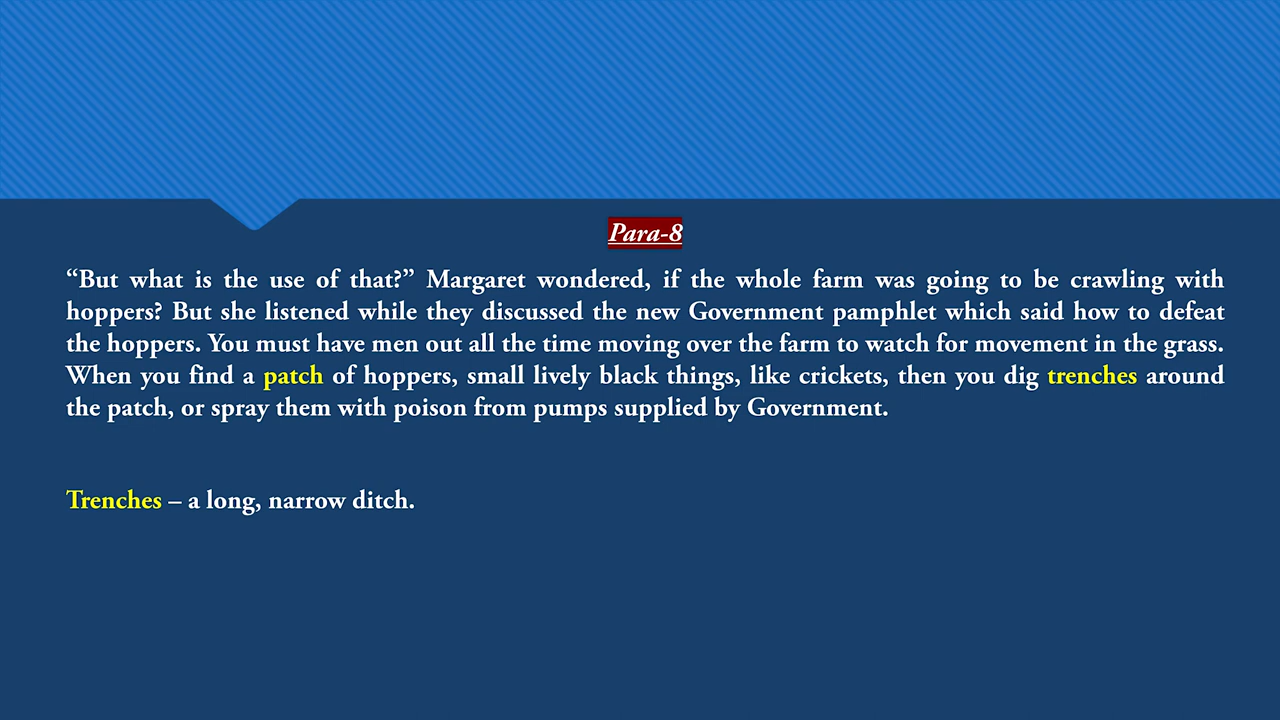 Para-8
“But what is the use of that?” Margaret wondered, if the whole farm was going to be crawling with
hoppers? But she listened while they discussed the new Government pamphlet which said how to defeat
the hoppers. You must have men out all the time moving over the farm to watch for movement in the grass.
When you find a patch of hoppers, small lively black things, like crickets, then you dig trenches around
the patch, or spray them with poison from pumps supplied by Government.
Trenches – a long, narrow ditch.